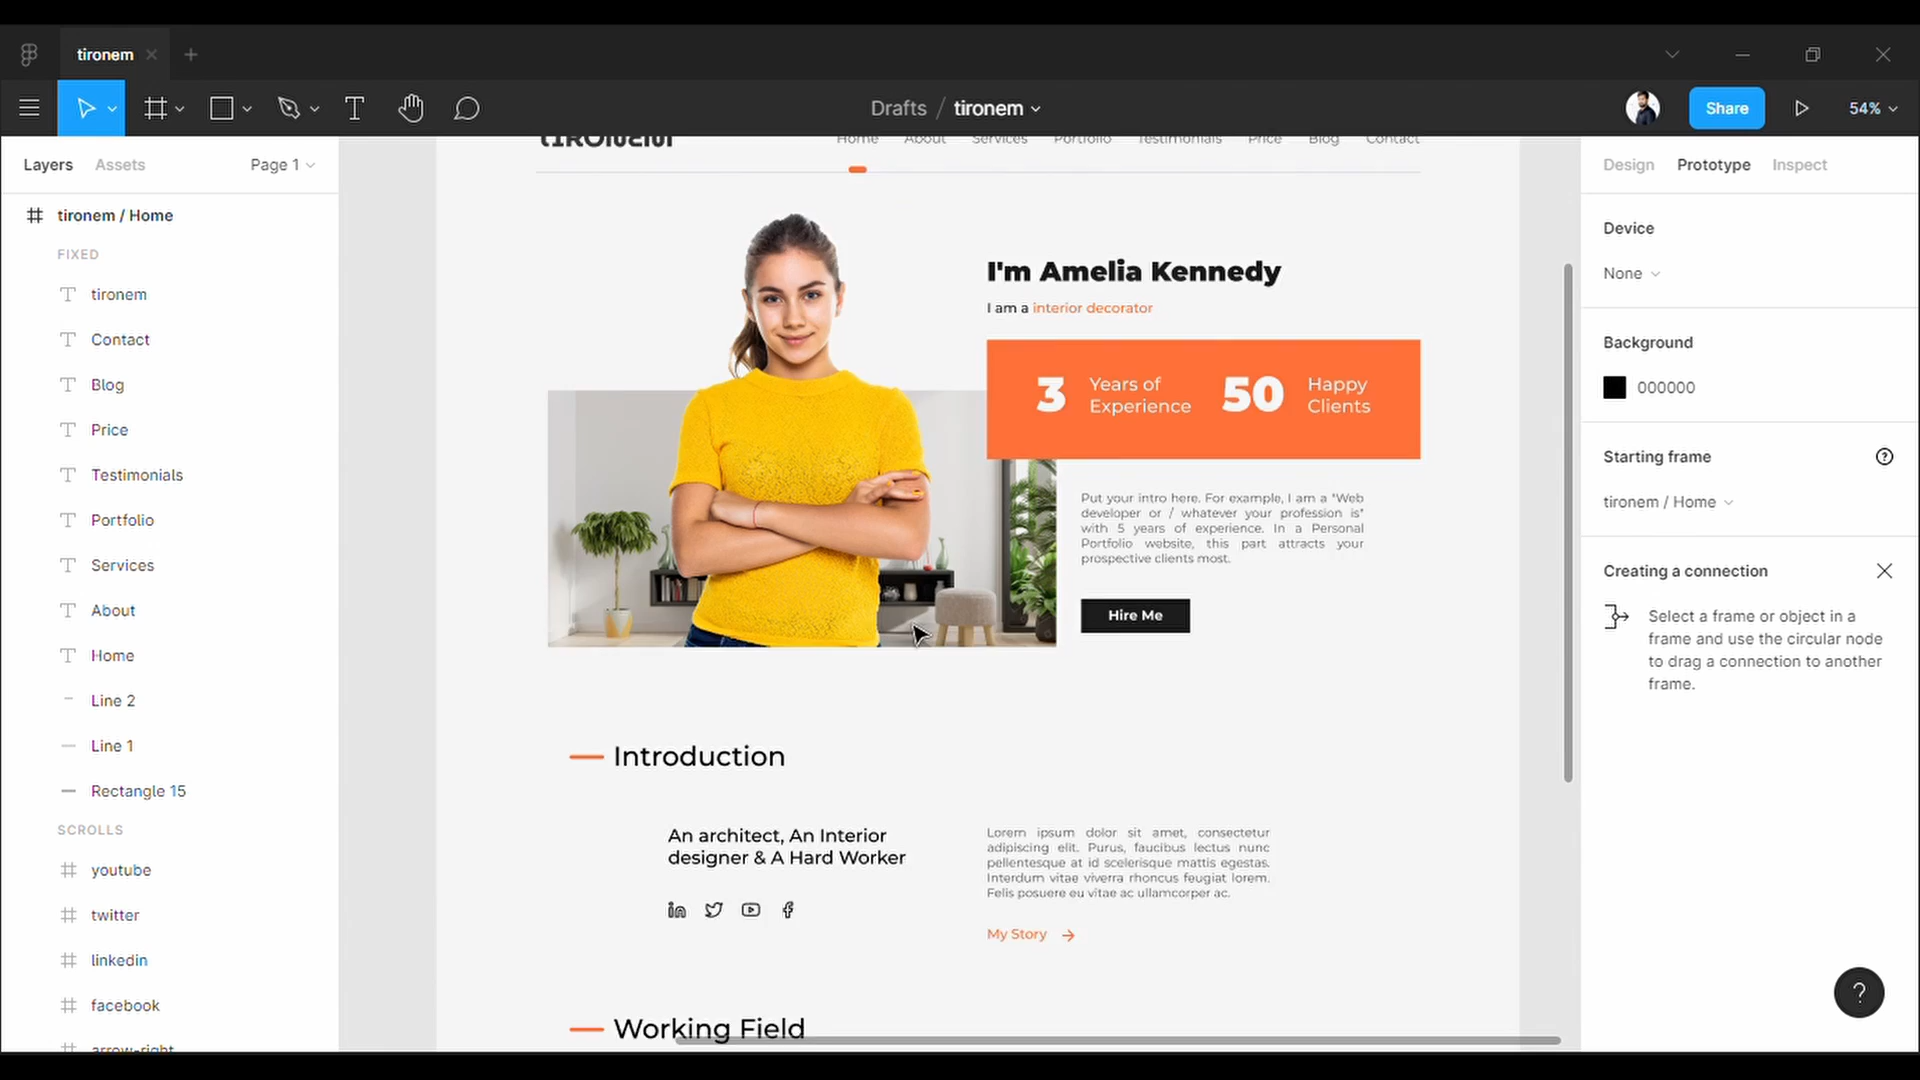 tironem
Drafts / tironem
Share
54%
Layers
Assets
Page 1
tironem / Home
FIXED
tironem
Contact
Blog
Price
Testimonials
Portfolio
Services
About
Home
Line 2
Line 1
Rectangle 15
SCROLLS
youtube
twitter
linkedin
facebook
arrow-right
tironem
Home About Services Portfolio Testimonials Price Blog Contact
I'm Amelia Kennedy
I am a interior decorator
3 Years of Experience
50 Happy Clients
Put your intro here. For example, I am a "Web
developer or / whatever your profession is"
with 5 years of experience. In a Personal
Portfolio website, this part attracts your
prospective clients most.
Hire Me
Introduction
An architect, An Interior
designer & A Hard Worker
Lorem ipsum dolor sit amet, consectetur
adipiscing elit. Purus, faucibus lectus nunc
pellentesque at id scelerisque mattis egestas.
Interdum vitae viverra rhoncus feugiat lorem.
Felis posuere eu vitae ac ullamcorper ac.
My Story
Working Field
Design
Prototype
Inspect
Device
None
Background
000000
Starting frame
tironem / Home
Creating a connection
Select a frame or object in a
frame and use the circular node
to drag a connection to another
frame.
?